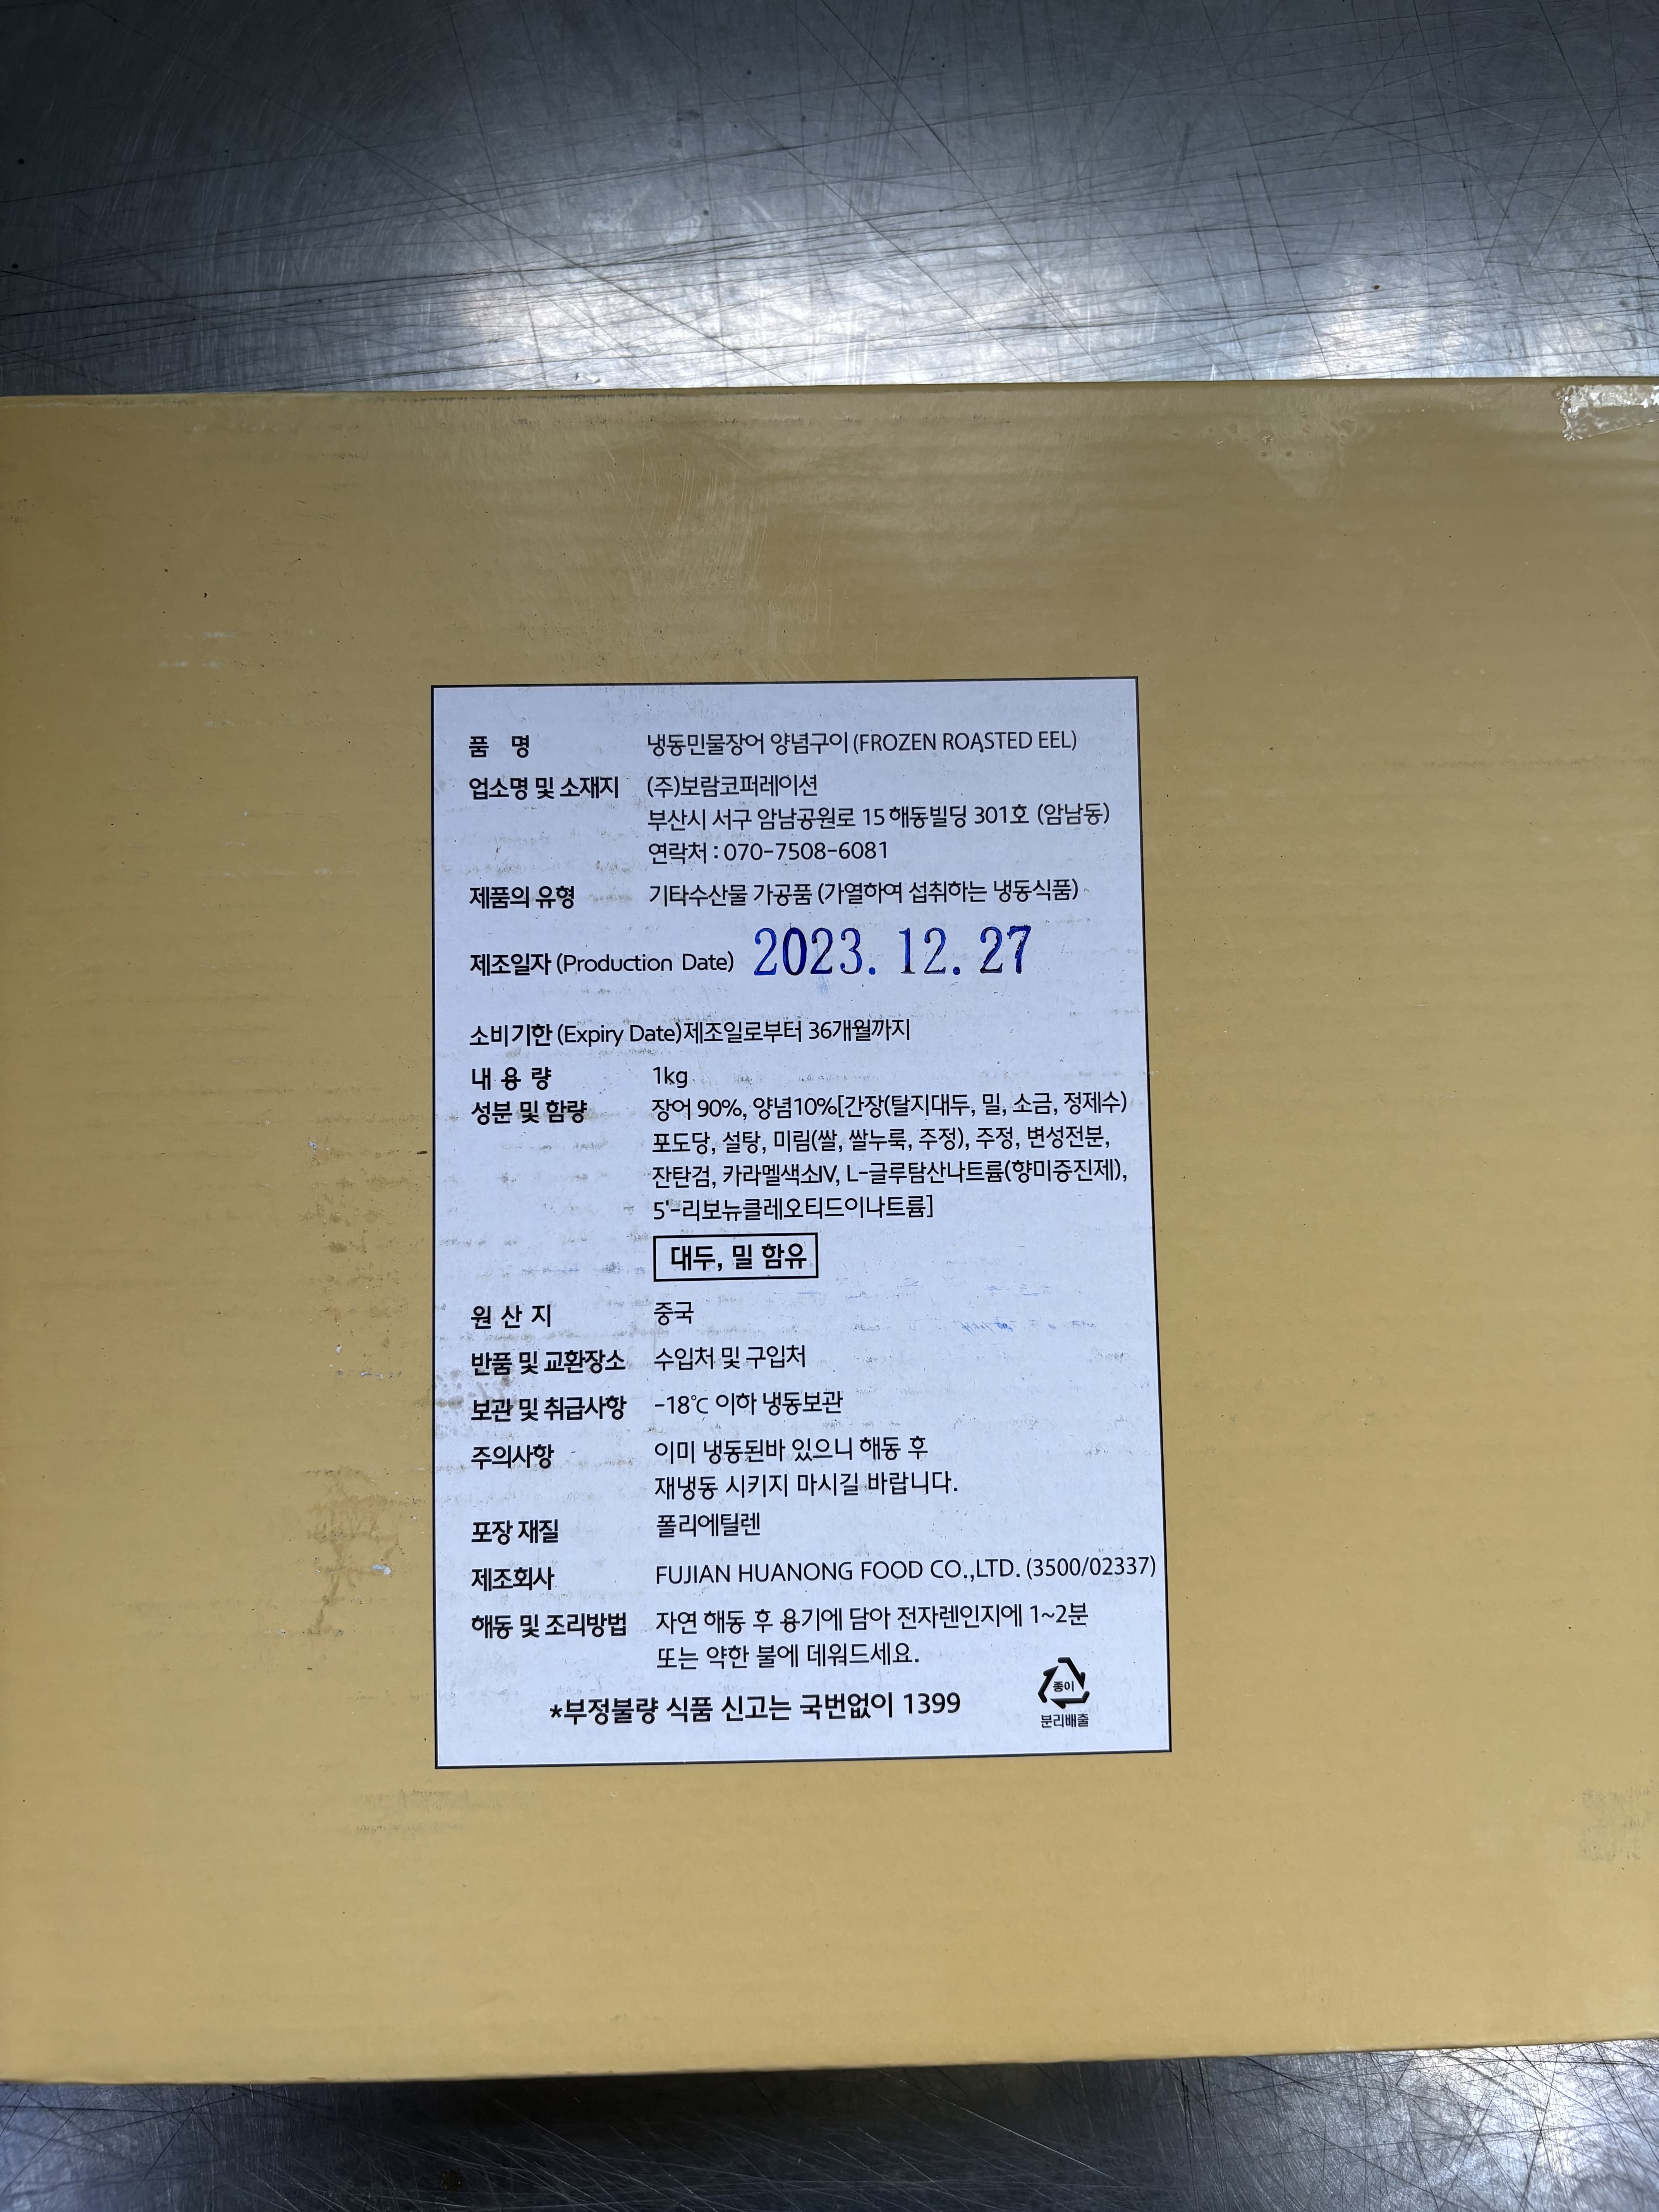 품 명 냉동민물장어 양념구이 (FROZEN ROASTED EEL)
업소명 및 소재지 (주)보람코퍼레이션
부산시 서구 암남공원로 15 해동빌딩 301호 (암남동)
연락처 : 070-7508-6081
제품의 유형 기타수산물 가공품 (가열하여 섭취하는 냉동식품)
제조일자 (Production Date) 2023. 12. 27
소비기한 (Expiry Date)제조일로부터 36개월까지
내 용 량 1kg
성분 및 함량 장어 90%, 양념10%[간장(탈지대두, 밀, 소금, 정제수)
포도당, 설탕, 미림(쌀, 쌀누룩, 주정), 주정, 변성전분,
잔탄검, 카라멜색소IV, L-글루탐산나트륨(향미증진제),
5'-리보뉴클레오티드이나트륨]
대두, 밀 함유
원 산 지 중국
반품 및 교환장소 수입처 및 구입처
보관 및 취급사항 -18℃ 이하 냉동보관
주의사항 이미 냉동된바 있으니 해동 후
재냉동 시키지 마시길 바랍니다.
포장 재질 폴리에틸렌
제조회사 FUJIAN HUANONG FOOD CO.,LTD. (3500/02337)
해동 및 조리방법 자연 해동 후 용기에 담아 전자렌인지에 1~2분
또는 약한 불에 데워드세요.
*부정불량 식품 신고는 국번없이 1399
종이
분리배출